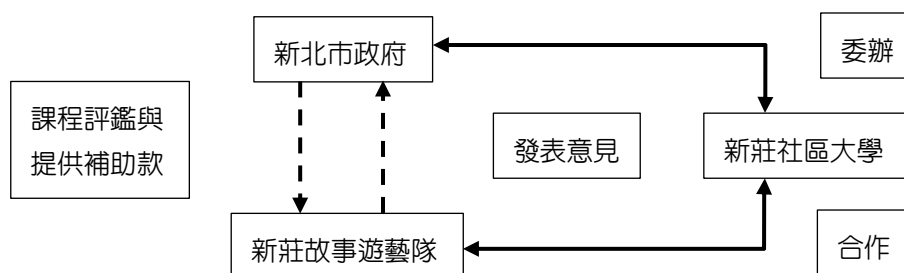 新北市政府
委辦
課程評鑑與
提供補助款
發表意見
新莊社區大學
新莊故事遊藝隊
合作